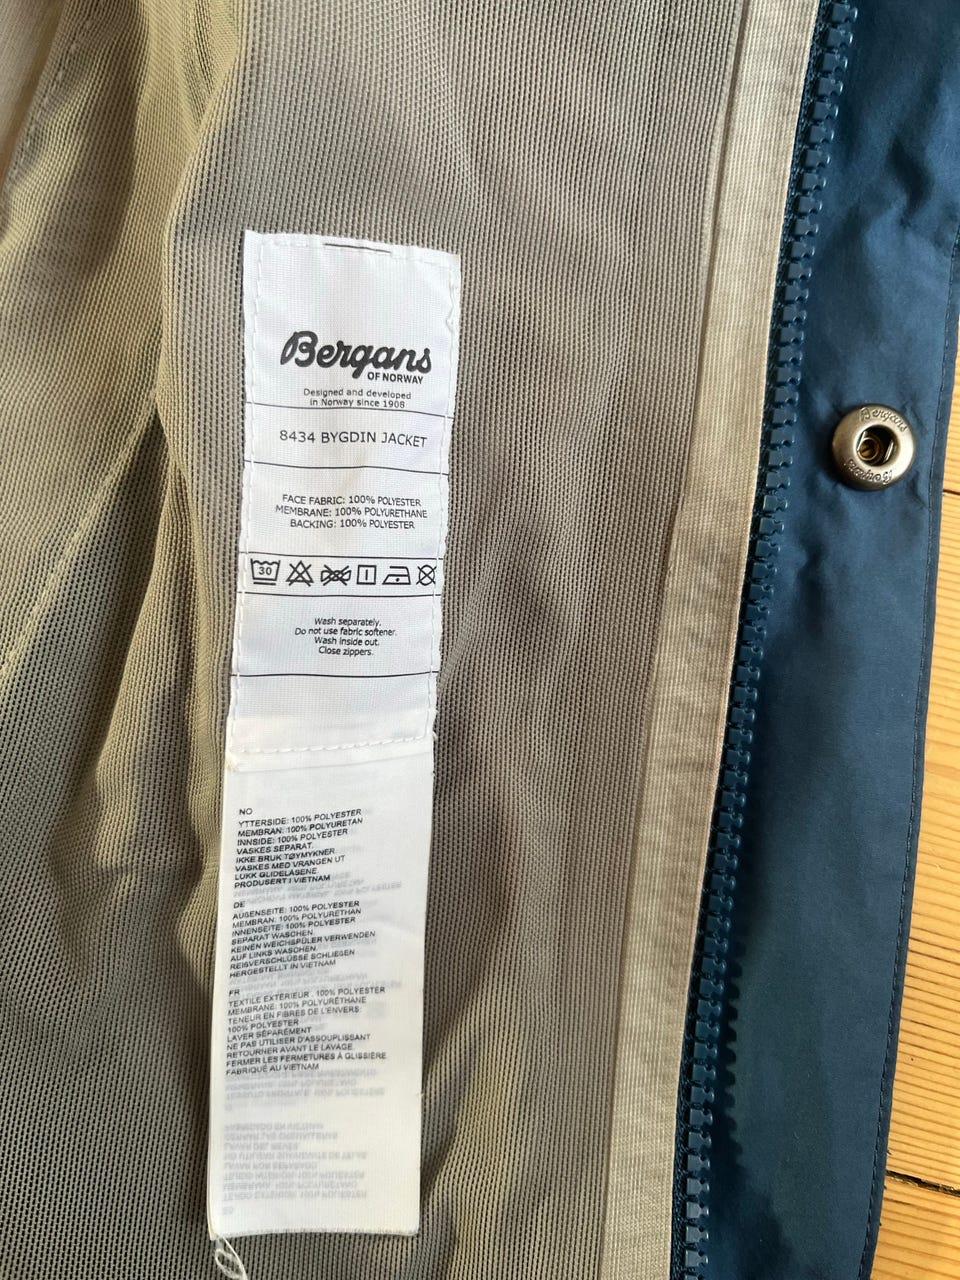 Bergans
OF NORWAY
Designed and developed
in Norway since 1908
8434 BYGDIN JACKET
FACE FABRIC: 100% POLYESTER
MEMBRANE: 100% POLYURETHANE
BACKING: 100% POLYESTER
30
Wash separately.
Do not use fabric softener.
Wash inside out.
Close zippers.
NO
YTTERSIDE: 100% POLYESTER
MEMBRAN: 100% POLYURETAN
INNSIDE: 100% POLYESTER
VASKES SEPARAT.
IKKE BRUK TØYMYKNER
VASKES MED VRANGEN UT
LUKK GLIDELÅSENE.
PRODUSERT I VIETNAM
DE
AUßENSEITE: 100% POLYESTER
MEMBRAN: 100% POLYURETHAN
INNENSEITE: 100% POLYESTER
SEPARAT WASCHEN.
KEINEN WEICHSPÜLER VERWENDEN
AUF LINKS WASCHEN.
REIßVERSCHLÜSSE SCHLIEßEN
HERGESTELLT IN VIETNAM
FR
TEXTILE EXTERIEUR : 100% POLYESTER
MEMBRANE: 100% POLYURÉTHANE
TENEUR EN FIBRES DE L'ENVERS:
100% POLYESTER
LAVER SÉPARÉMENT
NE PAS UTILISER D'ASSOUPLISSANT
RETOURNER AVANT LE LAVAGE.
FERMER LES FERMETURES À GLISSIÈRE
FABRIQUÉ AU VIETNAM
Bergans